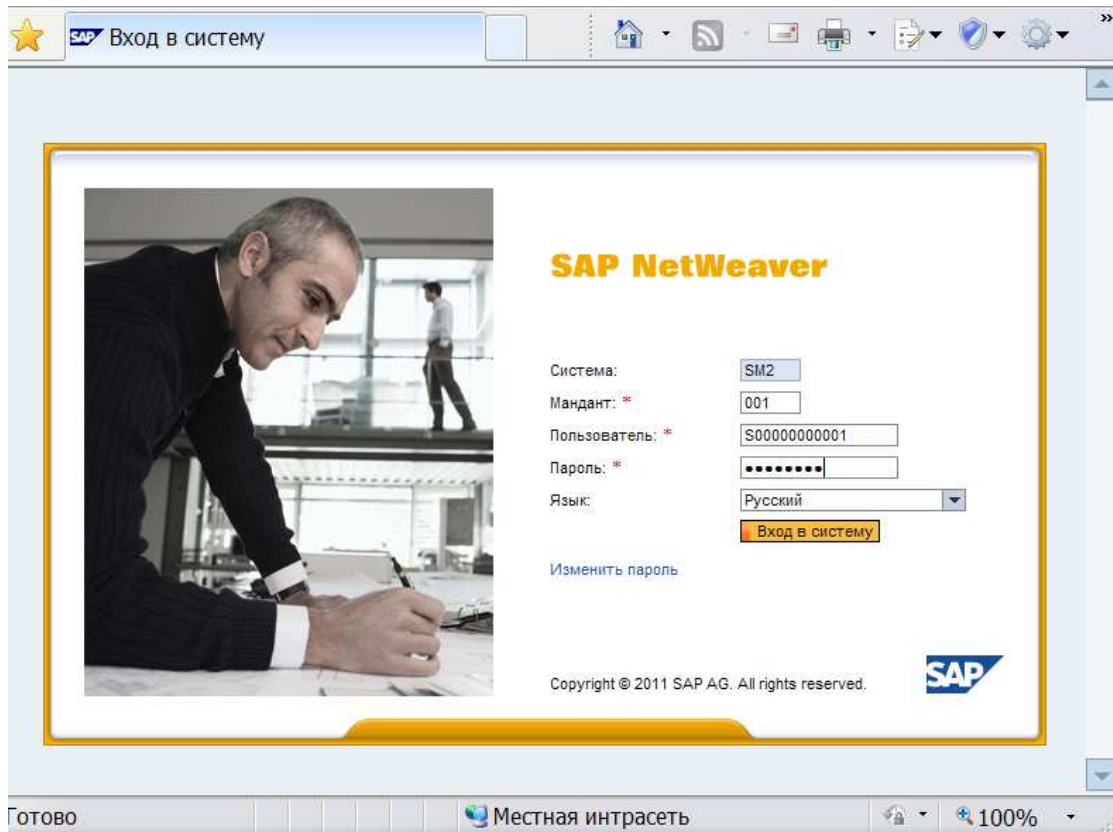 SAP Вход в систему
»
SAP NetWeaver
Система: SM2
Мандант: * 001
Пользователь: * S00000000001
Пароль: * ••••••••
Язык: Русский
Вход в систему
Изменить пароль
Copyright © 2011 SAP AG. All rights reserved.
SAP
Готово Местная интрасеть 100%